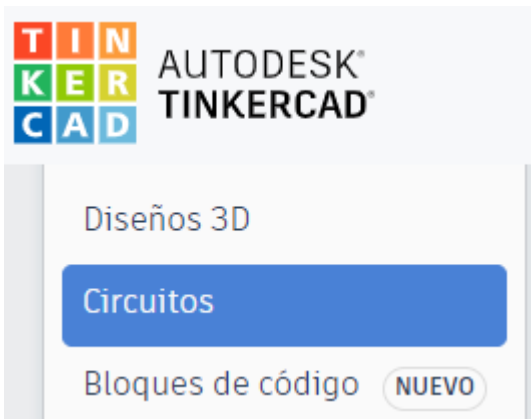 TIN
KER
CAD
AUTODESK®
TINKERCAD®
Diseños 3D
Circuitos
Bloques de código NUEVO